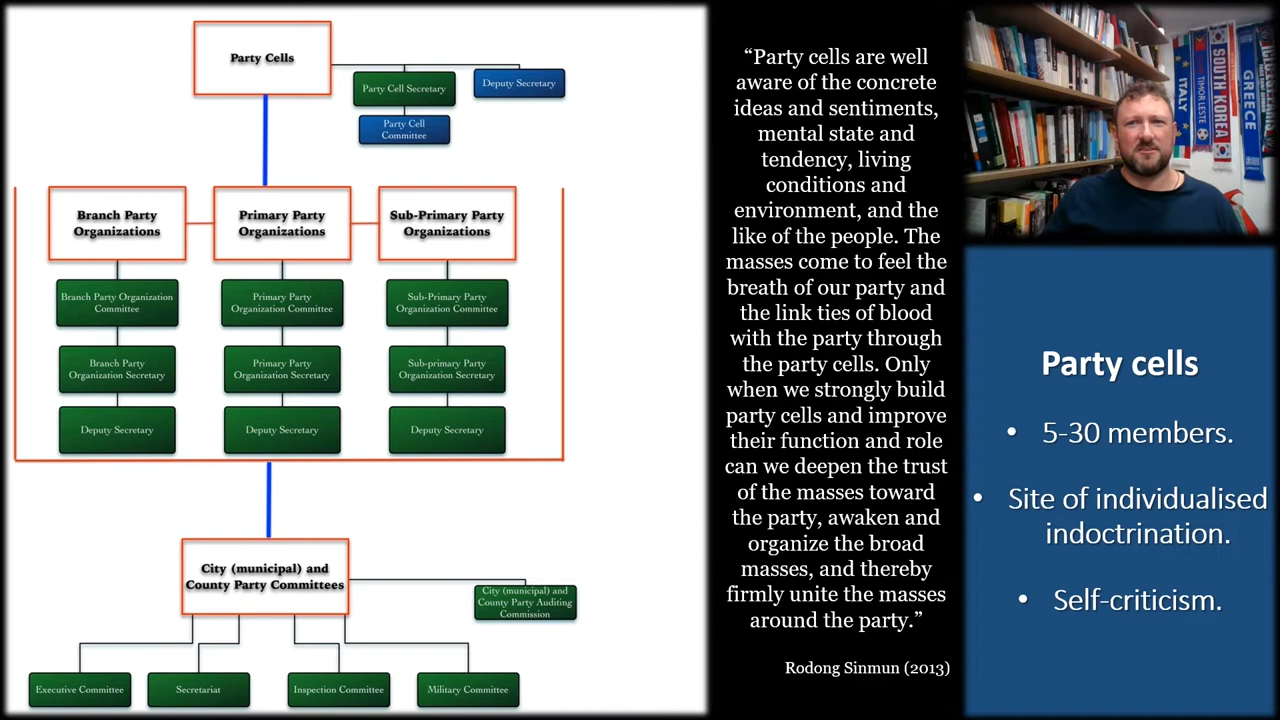 Party Cells
Party Cell Secretary
Deputy Secretary
Party Cell
Committee
Branch Party
Organizations
Primary Party
Organizations
Sub-Primary Party
Organizations
Branch Party Organization
Committee
Primary Party
Organization Committee
Sub-Primary Party
Organization Committee
Branch Party
Organization Secretary
Primary Party
Organization Secretary
Sub-primary Party
Organization Secretary
Deputy Secretary
Deputy Secretary
Deputy Secretary
City (municipal) and
County Party Committees
City (municipal) and
County Party Auditing
Commission
Executive Committee
Secretariat
Inspection Committee
Military Committee
“Party cells are well
aware of the concrete
ideas and sentiments,
mental state and
tendency, living
conditions and
environment, and the
like of the people. The
masses come to feel the
breath of our party and
the link ties of blood
with the party through
the party cells. Only
when we strongly build
party cells and improve
their function and role
can we deepen the trust
of the masses toward
the party, awaken and
organize the broad
masses, and thereby
firmly unite the masses
around the party.”
Rodong Sinmun (2013)
ITALY
TIMOR LESTE
SOUTH KOREA
GREECE
Party cells
• 5-30 members.
• Site of individualised
indoctrination.
• Self-criticism.